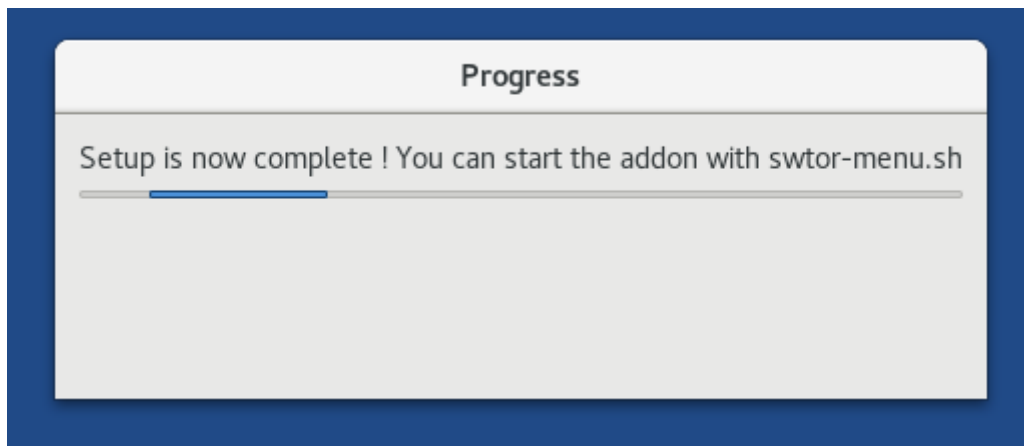 Progress
Setup is now complete ! You can start the addon with swtor-menu.sh